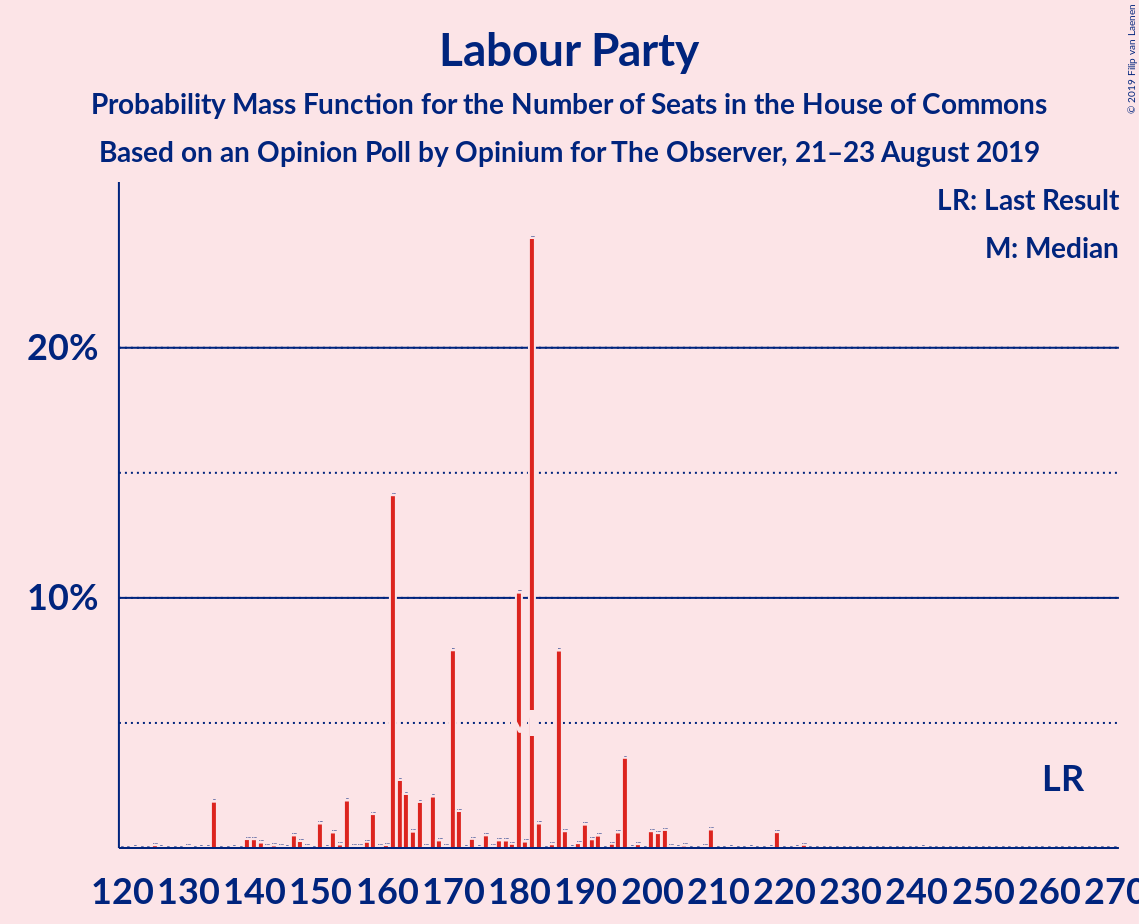 Labour Party
Probability Mass Function for the Number of Seats in the House of Commons
Based on an Opinion Poll by Opinium for The Observer, 21–23 August 2019
© 2019 Filip van Laenen
LR: Last Result
M: Median
20%
10%
LR
120 130 140 150 160 170 180 190 200 210 220 230 240 250 260 270